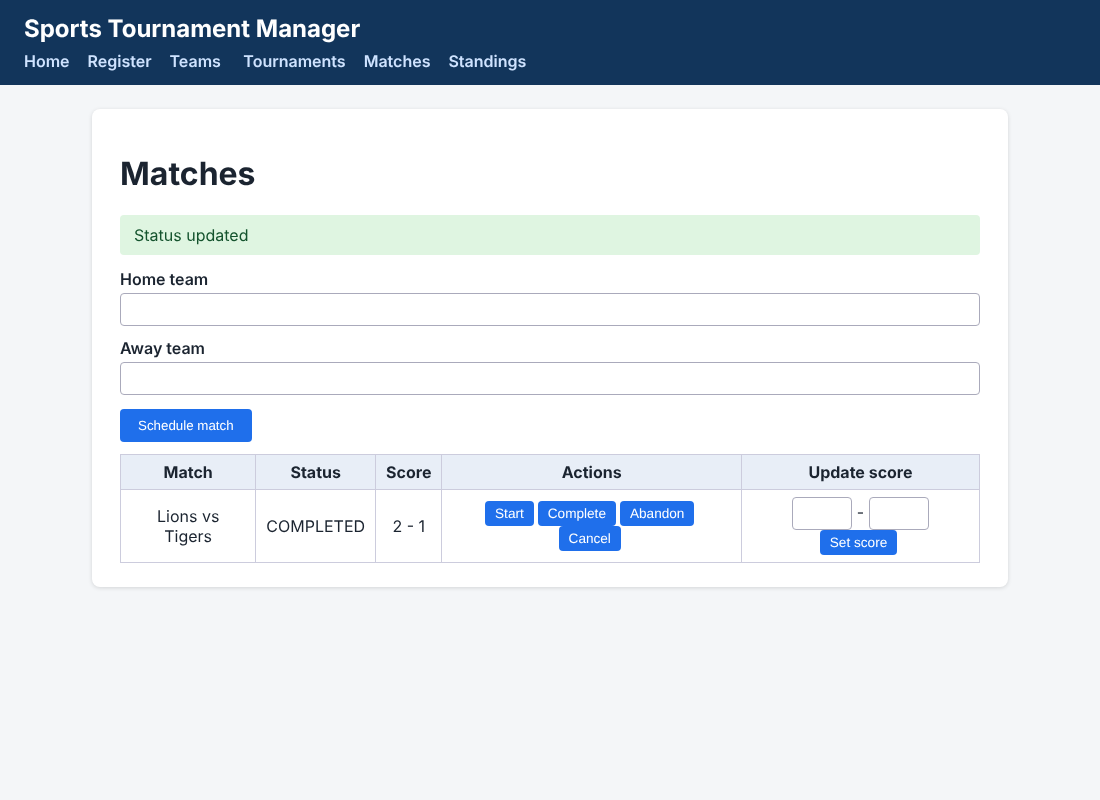 Sports Tournament Manager
Home Register Teams Tournaments Matches Standings
Matches
Status updated
Home team
Away team
Schedule match
Match Status Score Actions Update score
Lions vs
Tigers
COMPLETED
2 - 1
Start Complete Abandon
Cancel
-
Set score